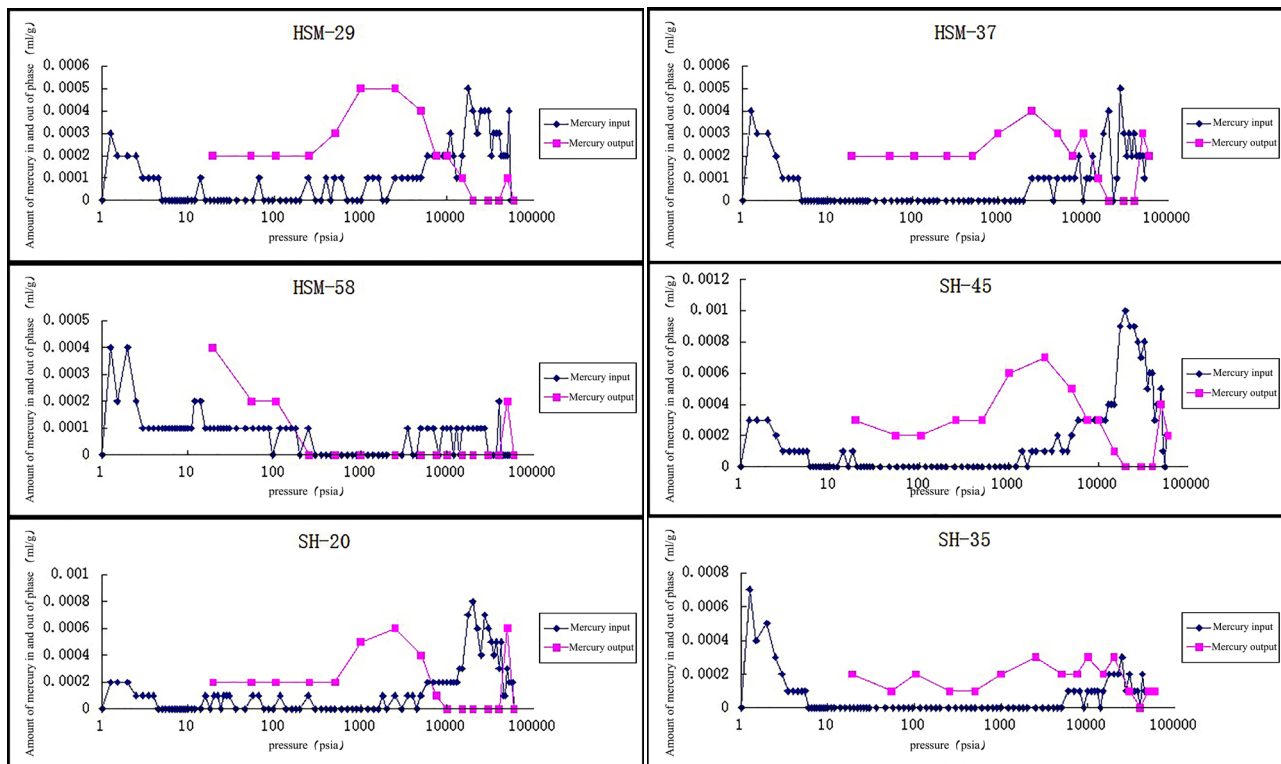 HSM-29
Amount of mercury in and out of phase (ml/g)
0.0006
0.0005
0.0004
0.0003
0.0002
0.0001
0
1 10 100 1000 10000 100000
pressure (psia)
Mercury input
Mercury output
HSM-37
Amount of mercury in and out of phase (ml/g)
0.0006
0.0005
0.0004
0.0003
0.0002
0.0001
0
1 10 100 1000 10000 100000
pressure (psia)
Mercury input
Mercury output
HSM-58
Amount of mercury in and out of phase (ml/g)
0.0005
0.0004
0.0003
0.0002
0.0001
0
1 10 100 1000 10000 100000
pressure (psia)
Mercury input
Mercury output
SH-45
Amount of mercury in and out of phase (ml/g)
0.0012
0.001
0.0008
0.0006
0.0004
0.0002
0
1 10 100 1000 10000 100000
pressure (psia)
Mercury input
Mercury output
SH-20
Amount of mercury in and out of phase (ml/g)
0.001
0.0008
0.0006
0.0004
0.0002
0
1 10 100 1000 10000 100000
pressure (psia)
Mercury input
Mercury output
SH-35
Amount of mercury in and out of phase (ml/g)
0.0008
0.0006
0.0004
0.0002
0
1 10 100 1000 10000 100000
pressure (psia)
Mercury input
Mercury output